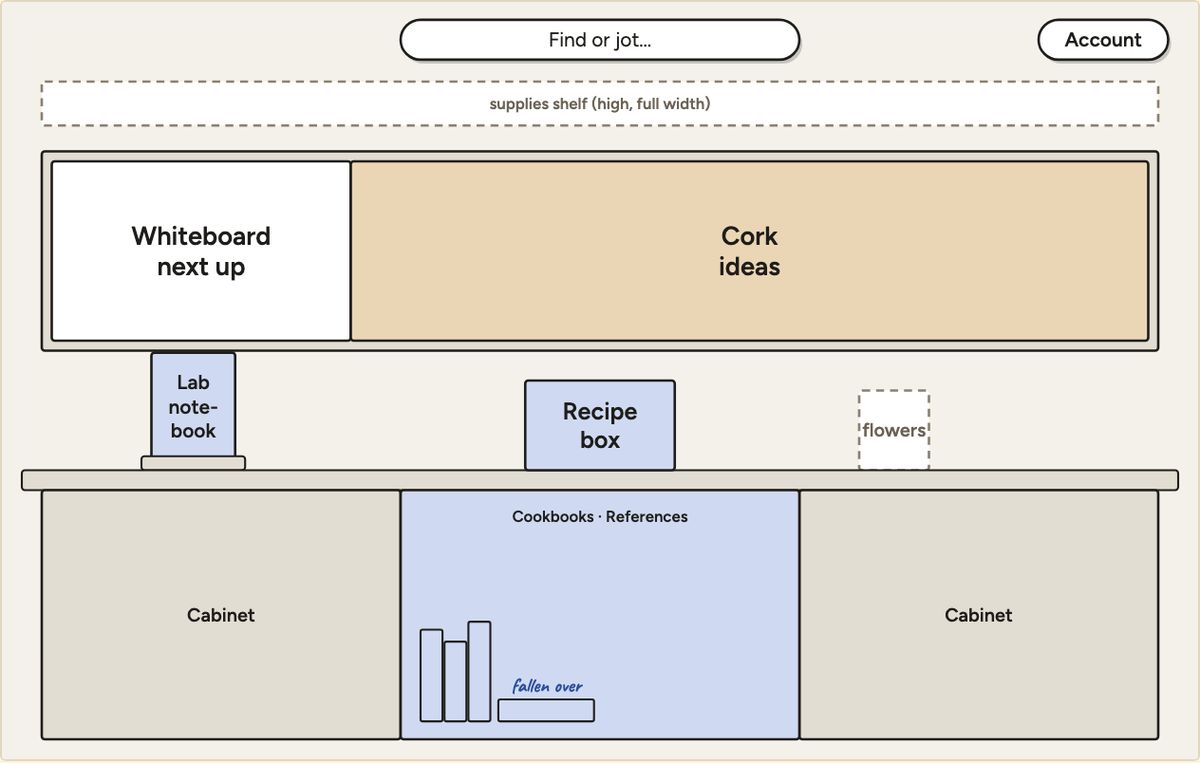 Find or jot...
Account
supplies shelf (high, full width)
Whiteboard
next up
Cork
ideas
Lab
note-
book
Recipe
box
flowers
Cookbooks · References
Cabinet
fallen over
Cabinet